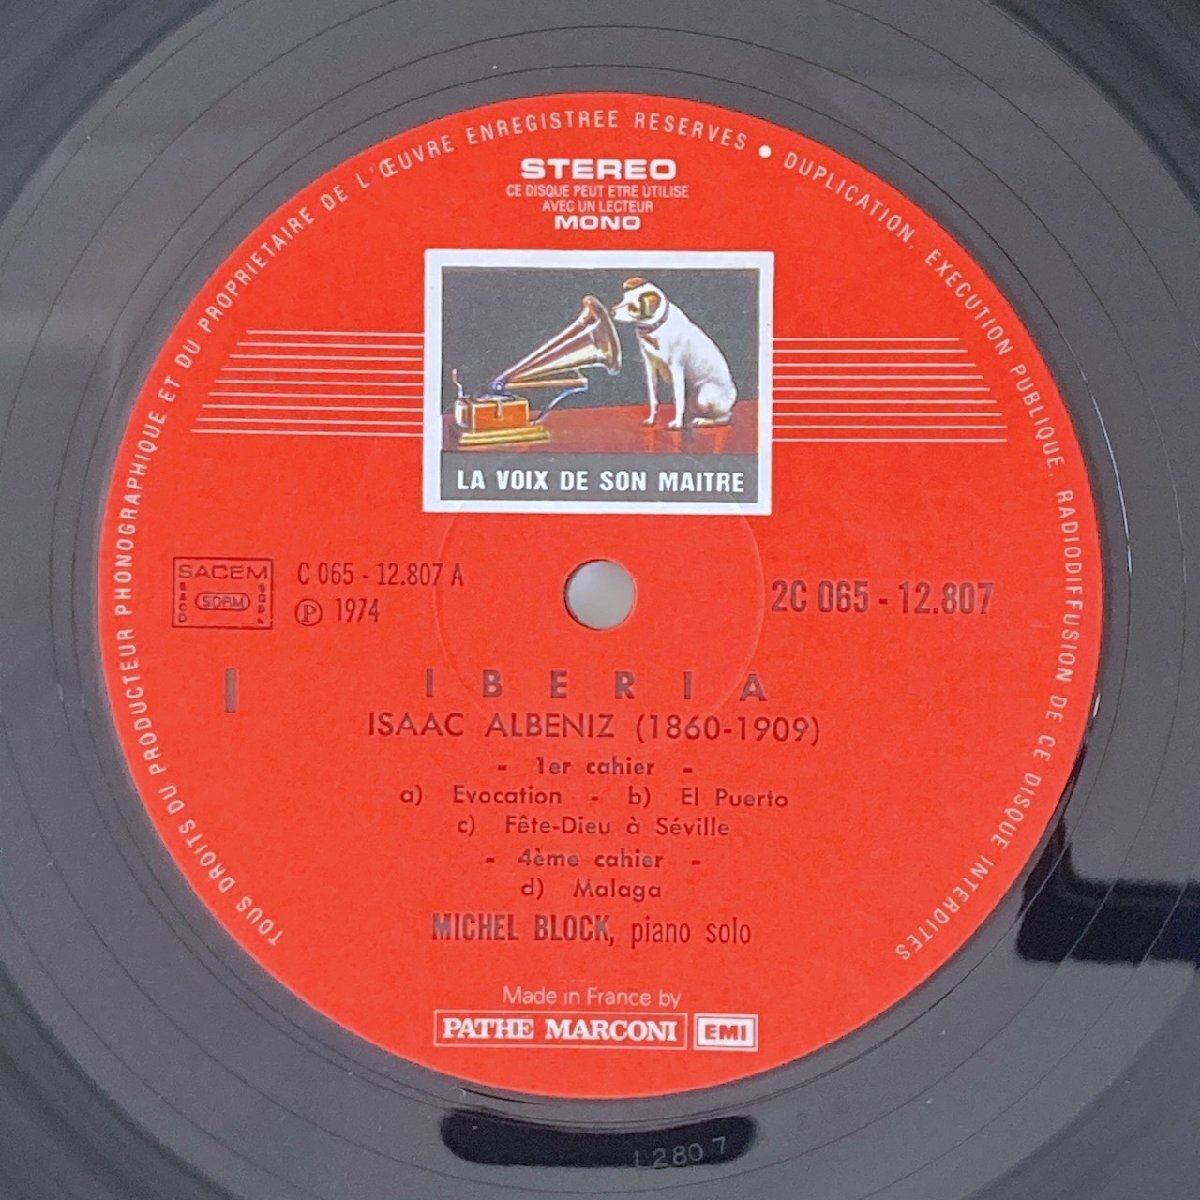 TOUS DROITS DU PRODUCTEUR PHONOGRAPHIQUE ET DU PROPRIETAIRE DE L'ŒUVRE ENREGISTREE RESERVES • DUPLICATION, EXECUTION PUBLIQUE, RADIODIFFUSION DE CE DISQUE INTERDITES
STEREO
CE DISQUE PEUT ETRE UTILISE
AVEC UN LECTEUR
MONO
LA VOIX DE SON MAITRE
SACEM
SDRM
SACD
C 065 - 12.807 A
Ⓟ 1974
2C 065 - 12.807
I
IBERIA
ISAAC ALBENIZ (1860-1909)
- 1er cahier -
a) Evocation - b) El Puerto
c) Fête-Dieu à Séville
- 4ème cahier -
d) Malaga
MICHEL BLOCK, piano solo
Made in France by
PATHE MARCONI EMI